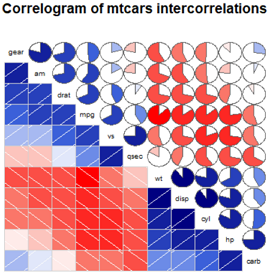 Correlogram of mtcars intercorrelations
gear
am
drat
mpg
vs
qsec
wt
disp
cyl
hp
carb